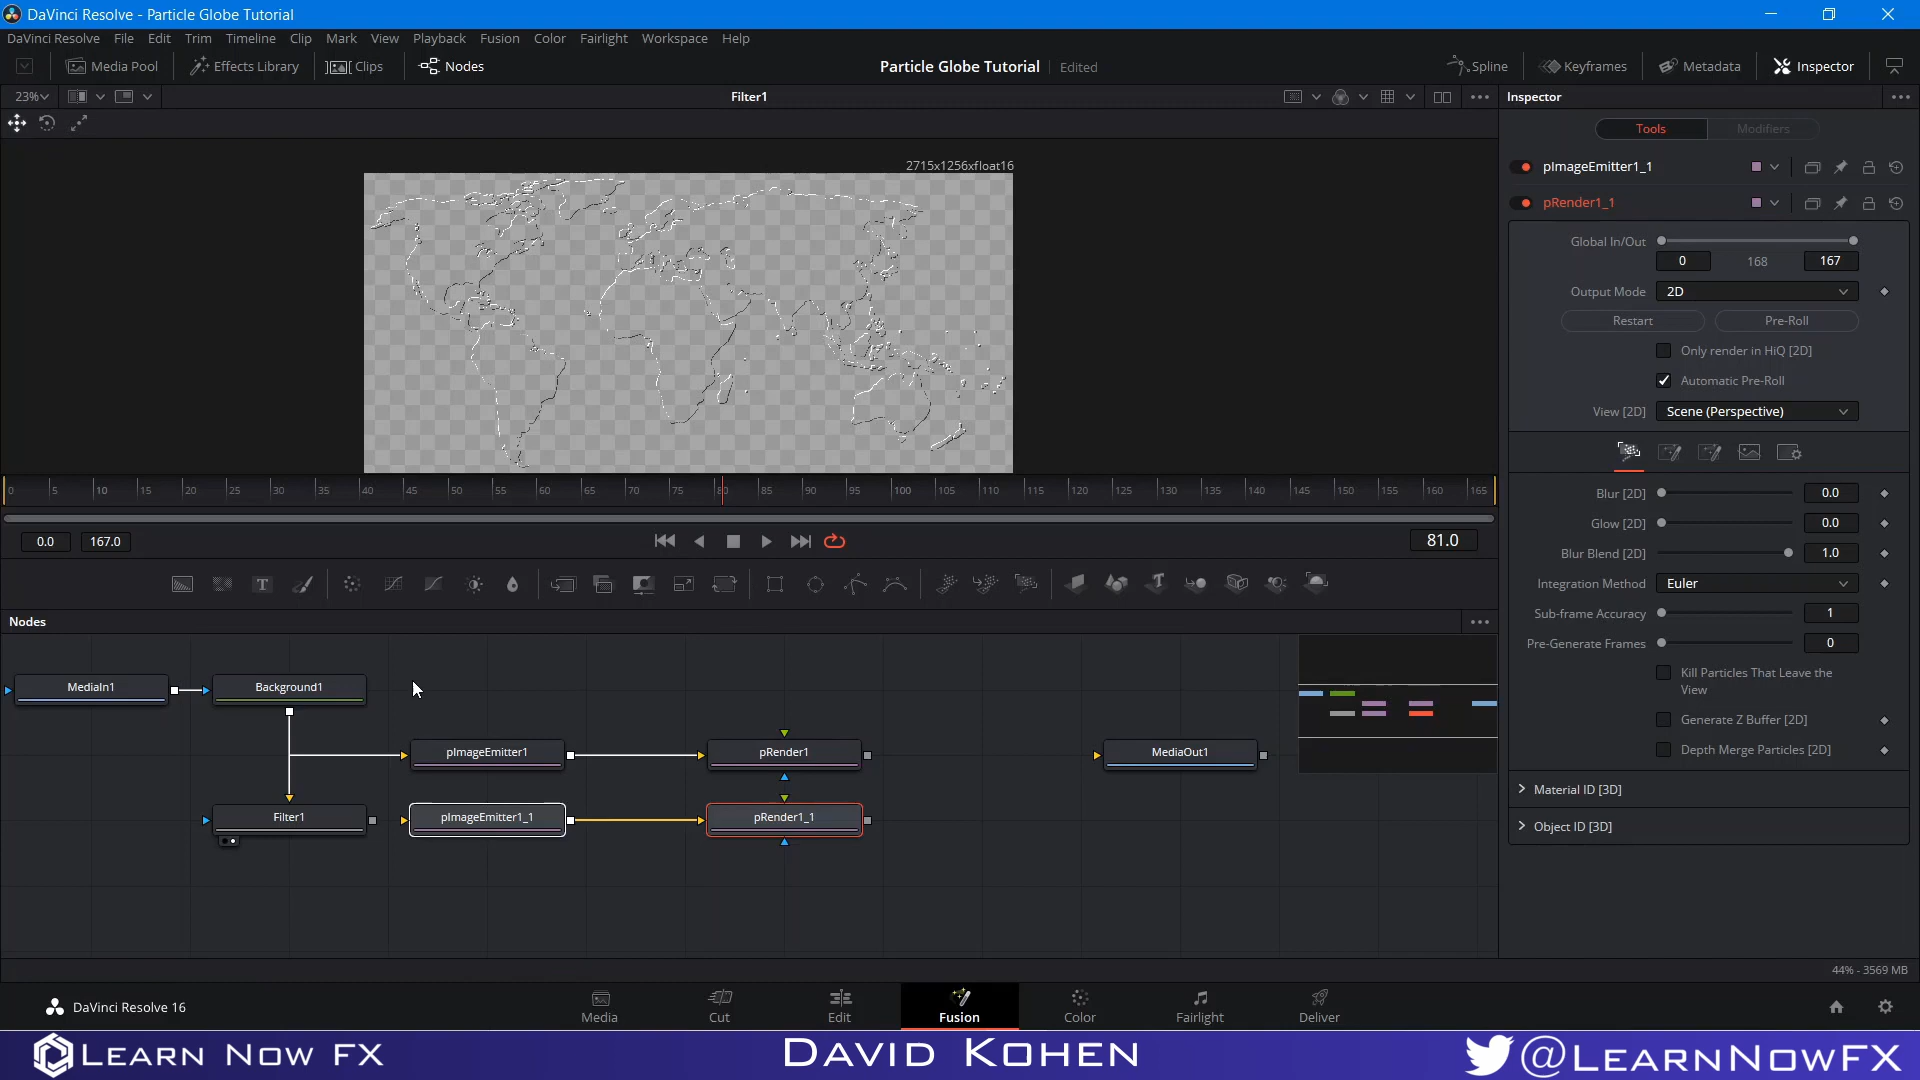 DaVinci Resolve - Particle Globe Tutorial
DaVinci Resolve File Edit Trim Timeline Clip Mark View Playback Fusion Color Fairlight Workspace Help
Media Pool Effects Library Clips Nodes Particle Globe Tutorial Edited Spline Keyframes Metadata Inspector
23% Filter1 Inspector
Tools Modifiers
2715x1256xfloat16
pImageEmitter1_1
pRender1_1
Global In/Out
0 168 167
Output Mode 2D
Restart Pre-Roll
Only render in HiQ [2D]
Automatic Pre-Roll
View [2D] Scene (Perspective)
0 5 10 15 20 25 30 35 40 45 50 55 60 65 70 75 80 85 90 95 100 105 110 115 120 125 130 135 140 145 150 155 160 165
Blur [2D] 0.0
Glow [2D] 0.0
0.0 167.0 81.0
Blur Blend [2D] 1.0
Integration Method Euler
Sub-frame Accuracy 1
Nodes
Pre-Generate Frames 0
Kill Particles That Leave the
View
MediaIn1 Background1
Generate Z Buffer [2D]
Depth Merge Particles [2D]
pImageEmitter1 pRender1 MediaOut1
Material ID [3D]
Filter1 pImageEmitter1_1 pRender1_1
Object ID [3D]
44% - 3569 MB
DaVinci Resolve 16
Media Cut Edit Fusion Color Fairlight Deliver
Learn Now FX David Kohen @LearnNowFX